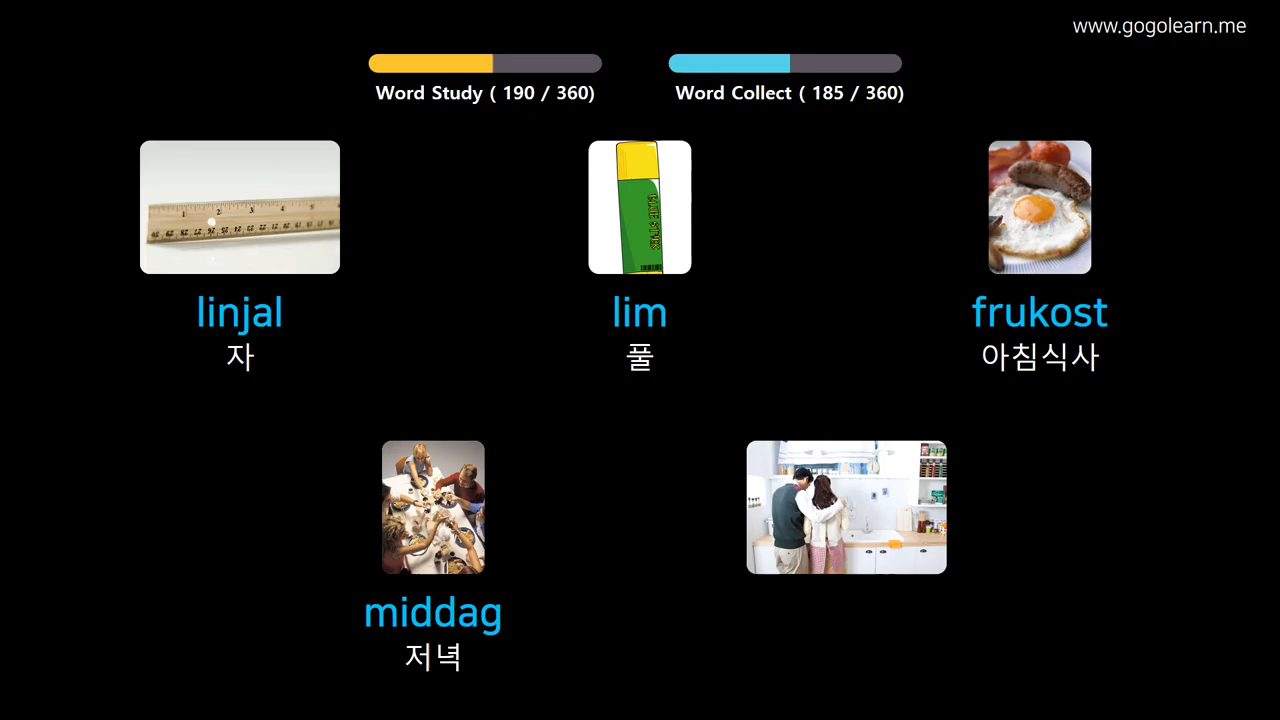 www.gogolearn.me
Word Study ( 190 / 360)
Word Collect ( 185 / 360)
linjal
자
lim
풀
frukost
아침식사
middag
저녁